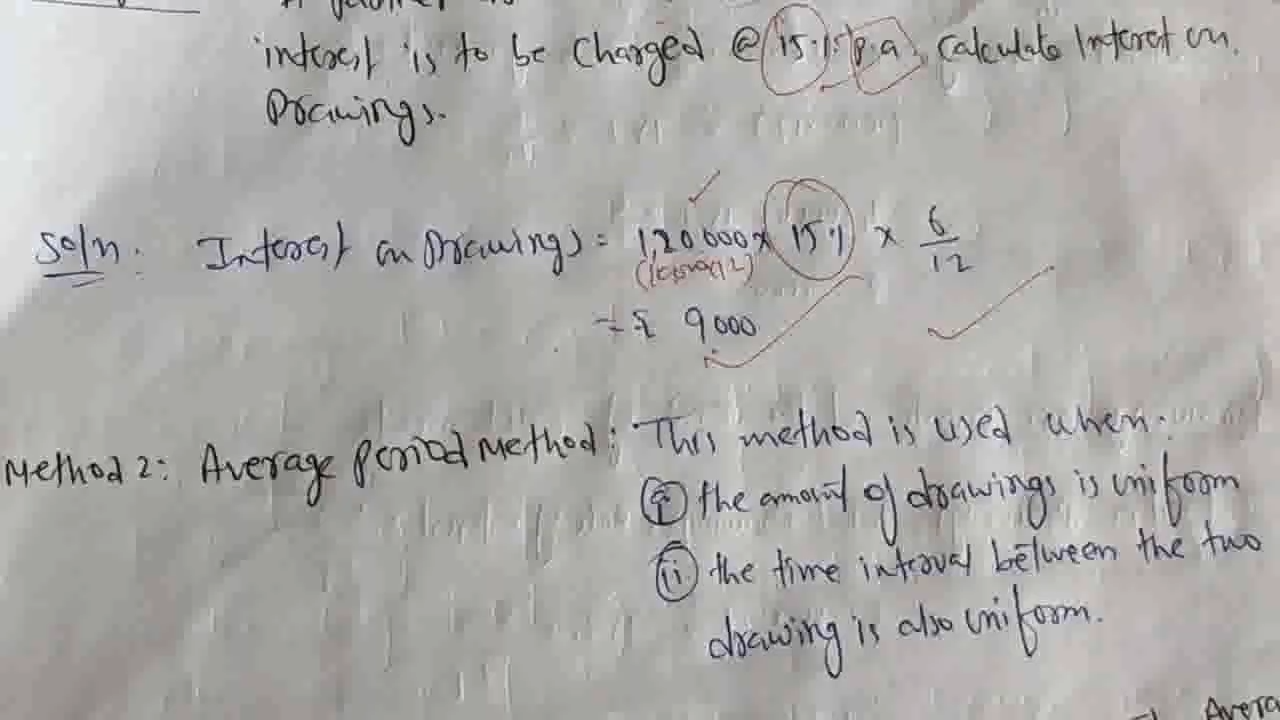 interest is to be charged @ 15% p.a calculate Interest on
Drawings.
Soln: Interest on Drawings = 1,20000 x 15% x 6/12
= ₹ 9000
Method 2: Average Period Method: This method is used when.
(i) the amount of drawings is uniform
(ii) the time interval between the two
drawing is also uniform.